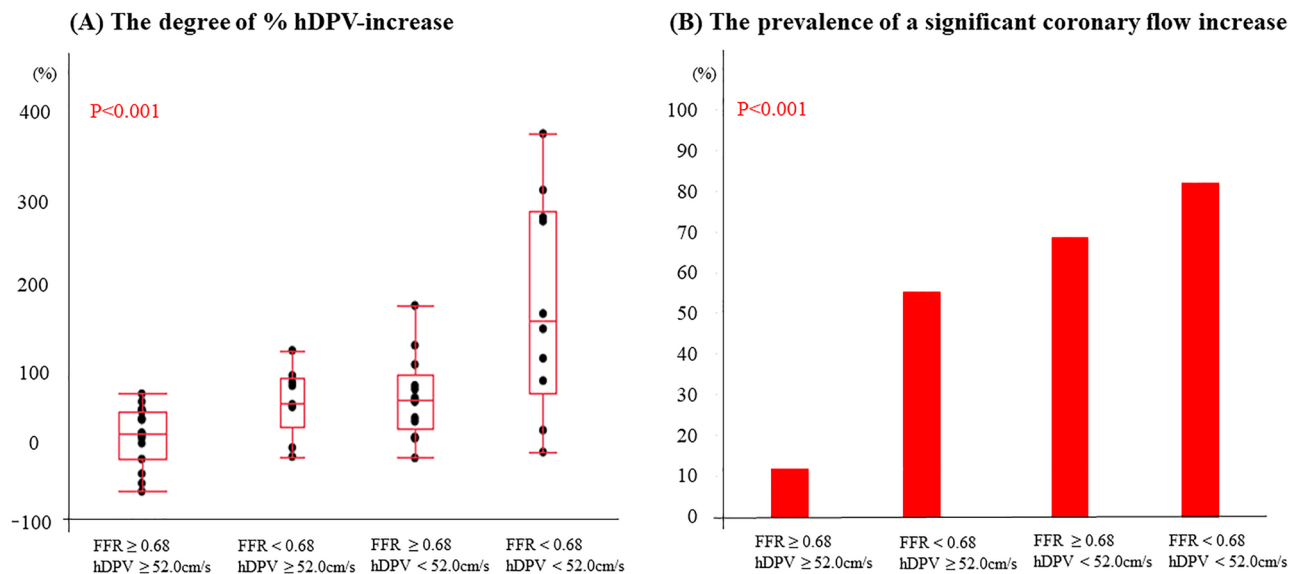 (A) The degree of % hDPV-increase
(%)
P<0.001
400
300
200
100
0
−100
FFR ≥ 0.68
hDPV ≥ 52.0cm/s
FFR < 0.68
hDPV ≥ 52.0cm/s
FFR ≥ 0.68
hDPV < 52.0cm/s
FFR < 0.68
hDPV < 52.0cm/s
(B) The prevalence of a significant coronary flow increase
(%)
P<0.001
100
90
80
70
60
50
40
30
20
10
0
FFR ≥ 0.68
hDPV ≥ 52.0cm/s
FFR < 0.68
hDPV ≥ 52.0cm/s
FFR ≥ 0.68
hDPV < 52.0cm/s
FFR < 0.68
hDPV < 52.0cm/s